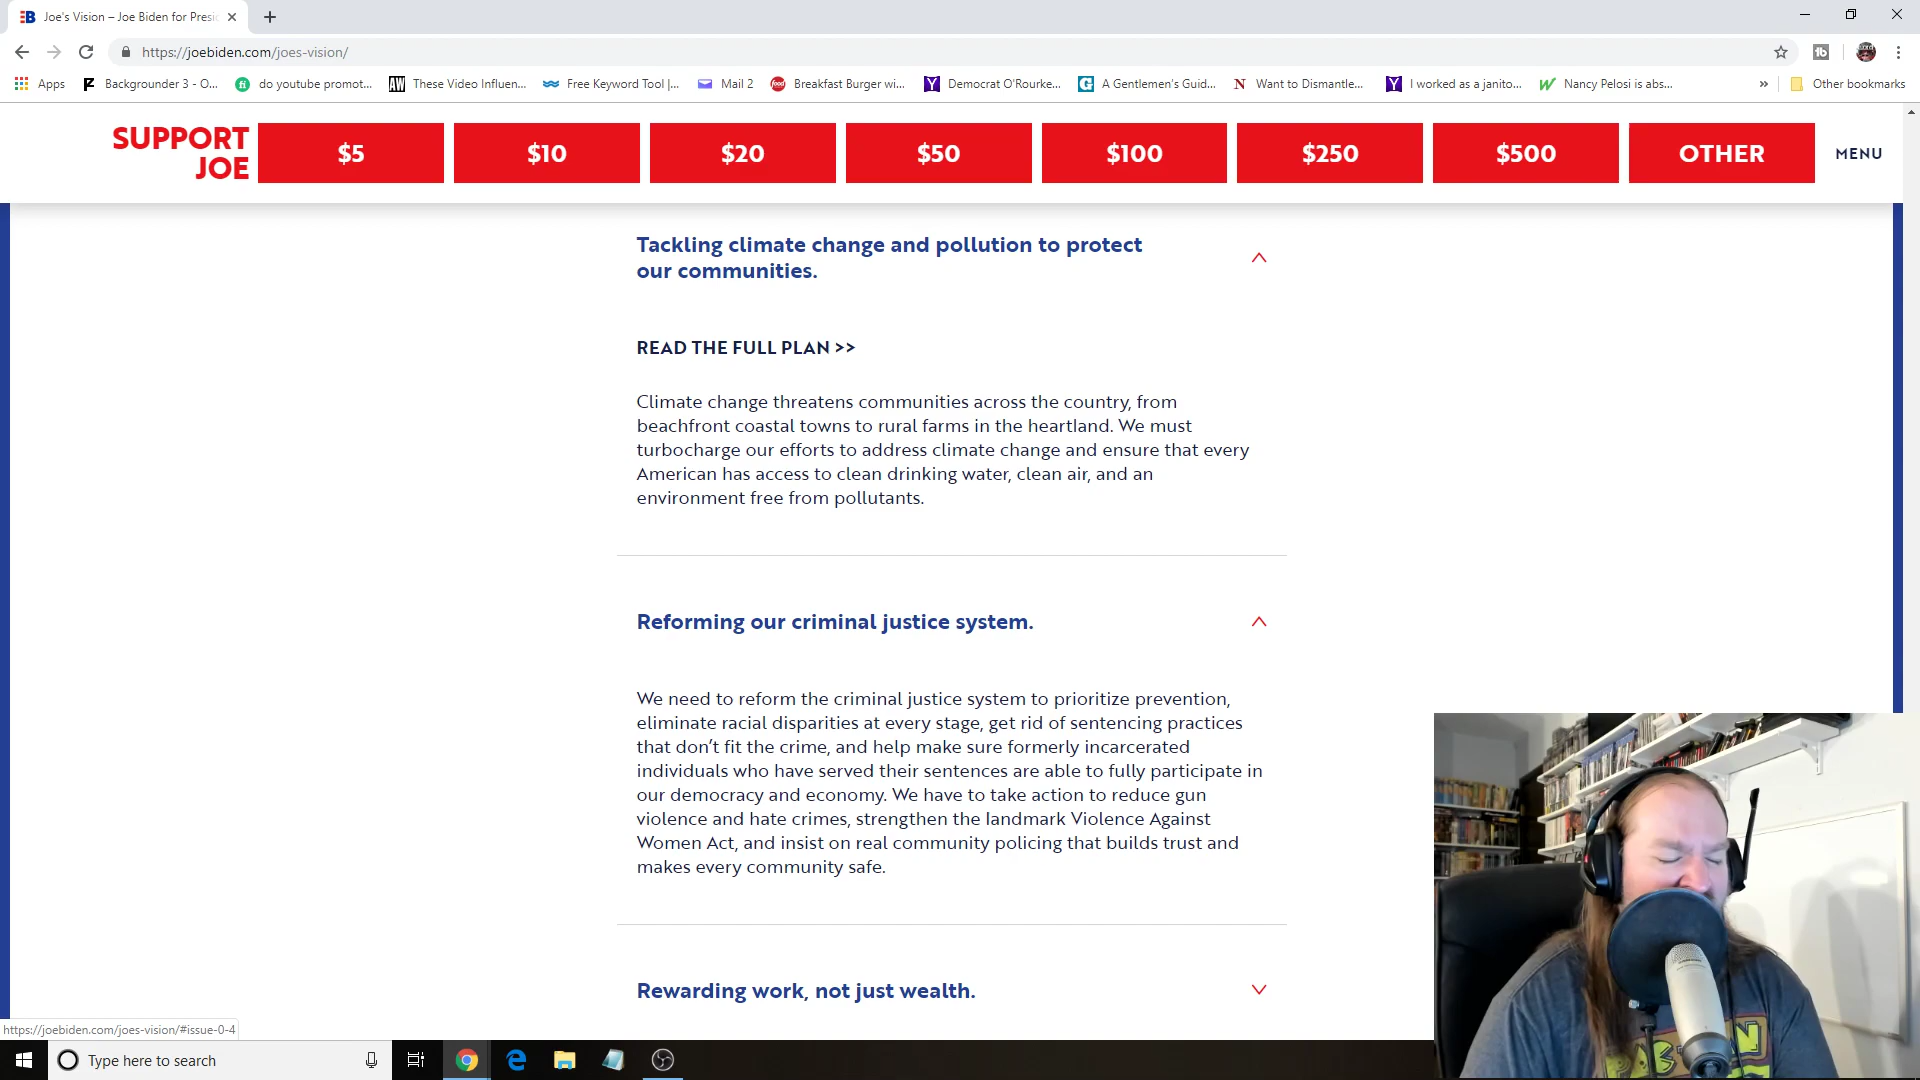 Joe's Vision – Joe Biden for Presi
https://joebiden.com/joes-vision/
Apps
Backgrounder 3 - O...
do youtube promot...
These Video Influen...
Free Keyword Tool |...
Mail 2
Breakfast Burger wi...
Democrat O'Rourke...
A Gentlemen's Guid...
Want to Dismantle...
I worked as a janito...
Nancy Pelosi is abs...
»
Other bookmarks
SUPPORT
JOE
$5
$10
$20
$50
$100
$250
$500
OTHER
MENU
Tackling climate change and pollution to protect
our communities.
READ THE FULL PLAN >>
Climate change threatens communities across the country, from
beachfront coastal towns to rural farms in the heartland. We must
turbocharge our efforts to address climate change and ensure that every
American has access to clean drinking water, clean air, and an
environment free from pollutants.
Reforming our criminal justice system.
We need to reform the criminal justice system to prioritize prevention,
eliminate racial disparities at every stage, get rid of sentencing practices
that don’t fit the crime, and help make sure formerly incarcerated
individuals who have served their sentences are able to fully participate in
our democracy and economy. We have to take action to reduce gun
violence and hate crimes, strengthen the landmark Violence Against
Women Act, and insist on real community policing that builds trust and
makes every community safe.
Rewarding work, not just wealth.
https://joebiden.com/joes-vision/#issue-0-4
Type here to search